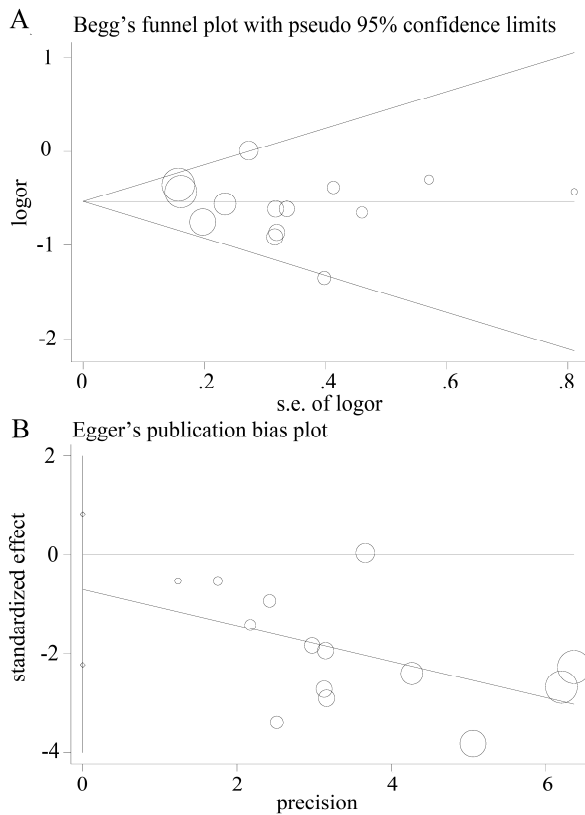 A
Begg's funnel plot with pseudo 95% confidence limits
1
0
-1
-2
logor
0 .2 .4 .6 .8
s.e. of logor
B
Egger's publication bias plot
2
0
-2
-4
standardized effect
0 2 4 6
precision